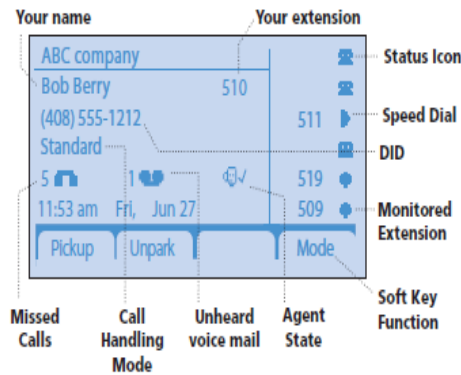 Your name Your extension
ABC company
Status Icon
Bob Berry 510
(408) 555-1212 511 Speed Dial
Standard DID
5 1 519
11:53 am Fri, Jun 27 509 Monitored
Extension
Pickup Unpark Mode
Soft Key
Function
Missed
Calls
Call
Handling
Mode
Unheard
voice mail
Agent
State